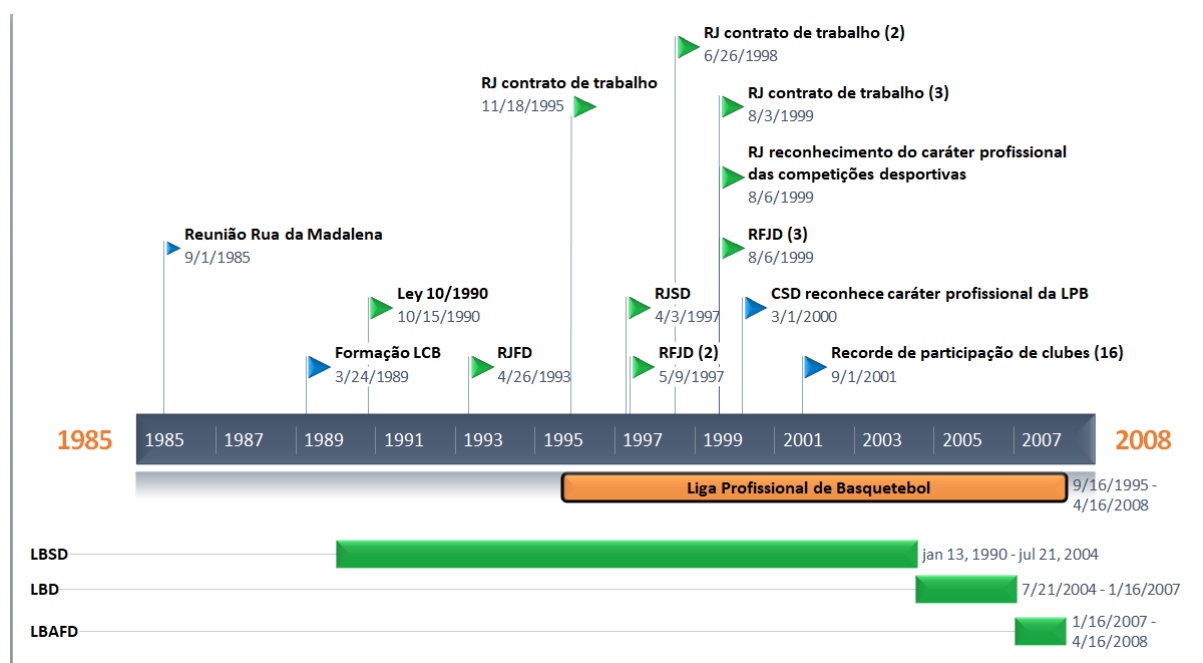 RJ contrato de trabalho (2)
6/26/1998
RJ contrato de trabalho
11/18/1995
RJ contrato de trabalho (3)
8/3/1999
RJ reconhecimento do caráter profissional
das competições desportivas
8/6/1999
Reunião Rua da Madalena
9/1/1985
RFJD (3)
8/6/1999
Ley 10/1990
10/15/1990
RJSD
4/3/1997
CSD reconhece caráter profissional da LPB
3/1/2000
Formação LCB
3/24/1989
RJFD
4/26/1993
RFJD (2)
5/9/1997
Recorde de participação de clubes (16)
9/1/2001
1985 1985 1987 1989 1991 1993 1995 1997 1999 2001 2003 2005 2007 2008
Liga Profissional de Basquetebol
9/16/1995 -
4/16/2008
LBSD
jan 13, 1990 - jul 21, 2004
LBD
7/21/2004 - 1/16/2007
LBAFD
1/16/2007 -
4/16/2008